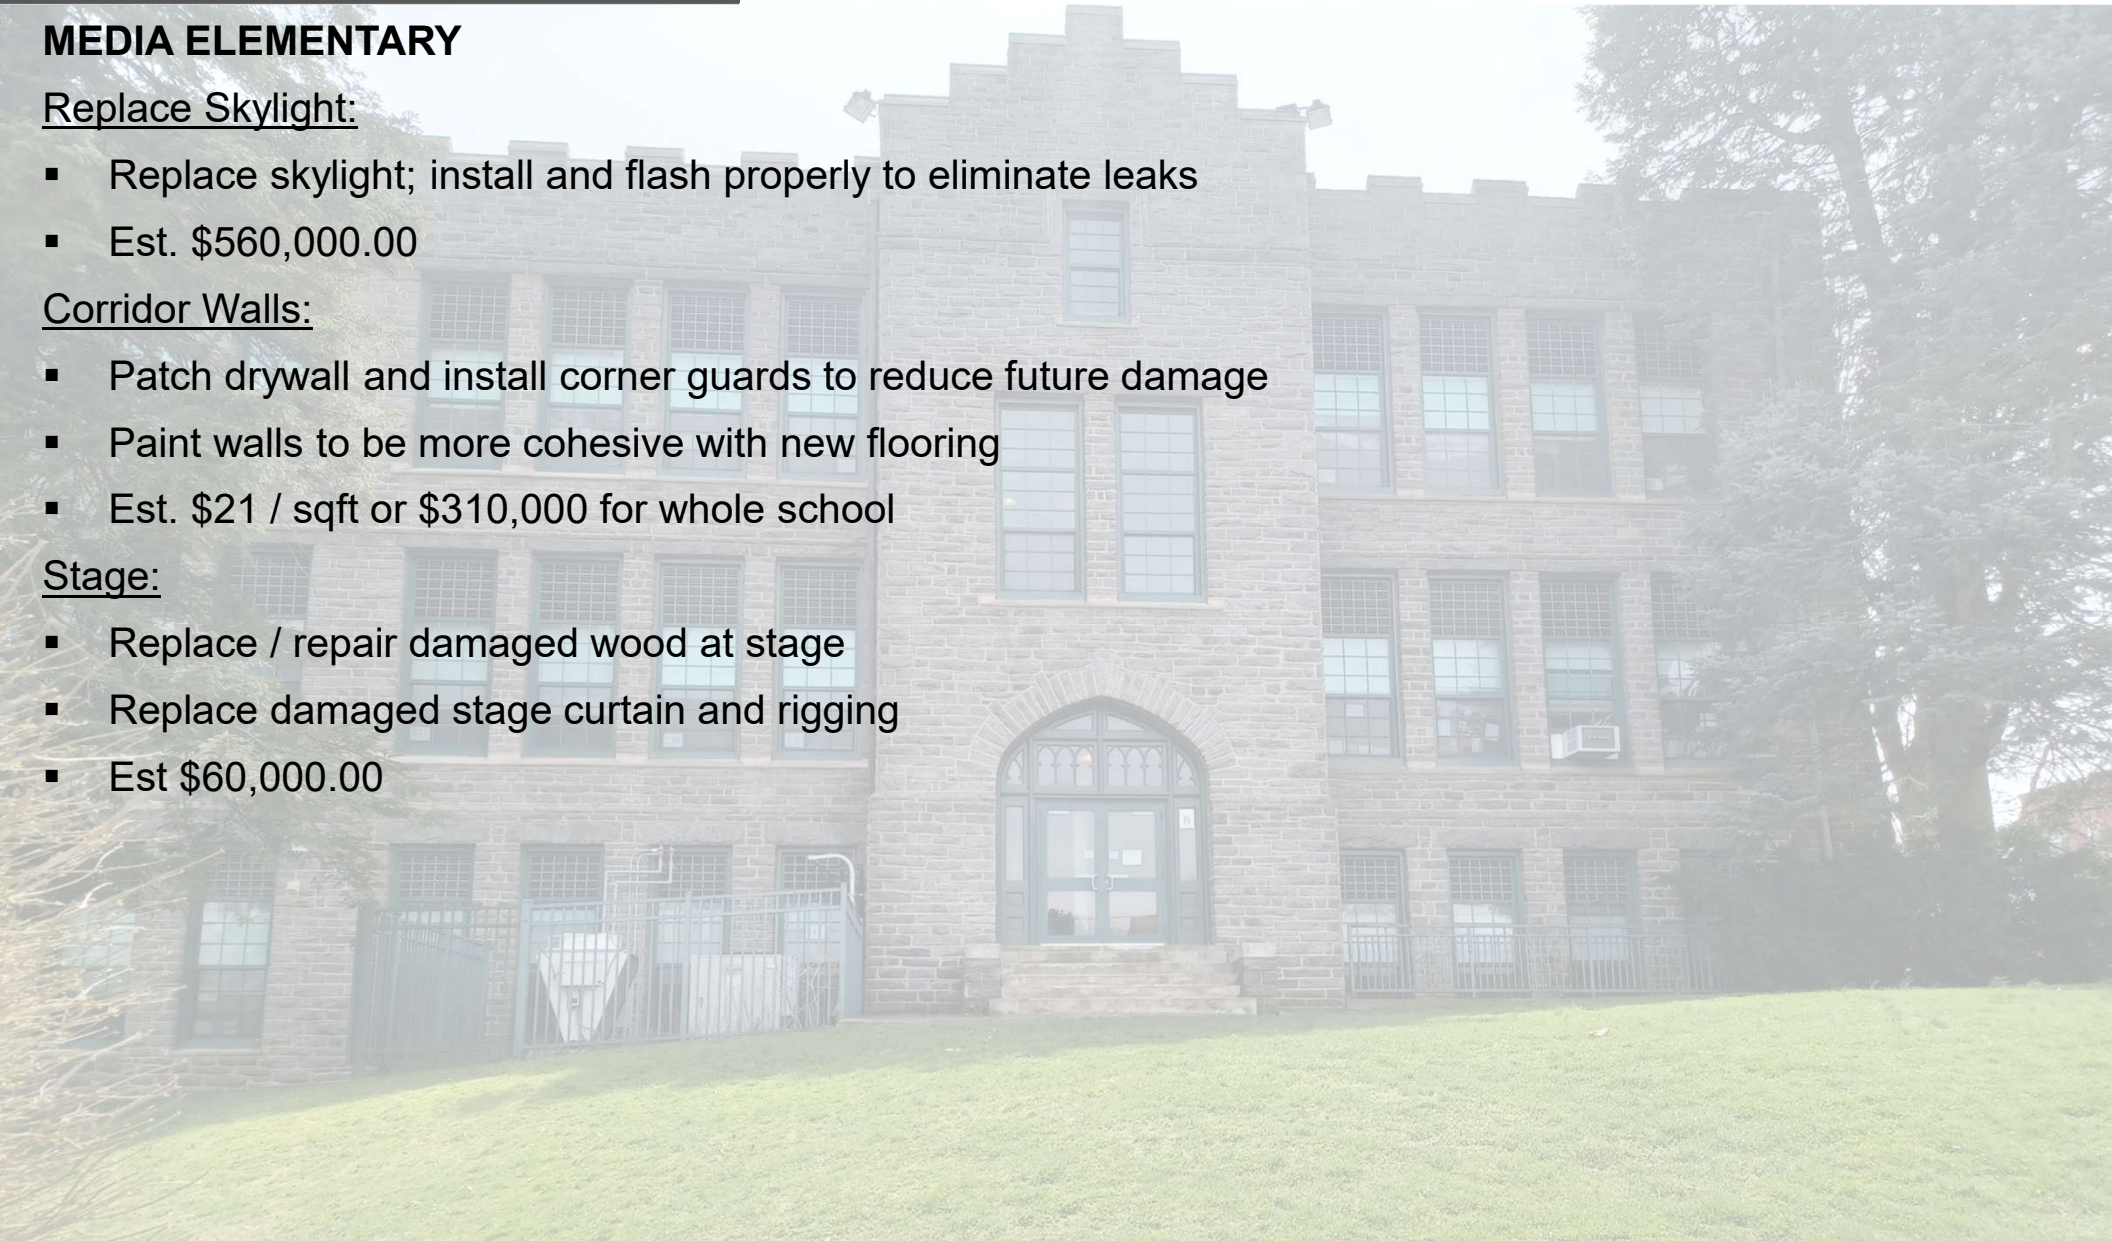 MEDIA ELEMENTARY
Replace Skylight:
▪ Replace skylight; install and flash properly to eliminate leaks
▪ Est. $560,000.00
Corridor Walls:
▪ Patch drywall and install corner guards to reduce future damage
▪ Paint walls to be more cohesive with new flooring
▪ Est. $21 / sqft or $310,000 for whole school
Stage:
▪ Replace / repair damaged wood at stage
▪ Replace damaged stage curtain and rigging
▪ Est $60,000.00